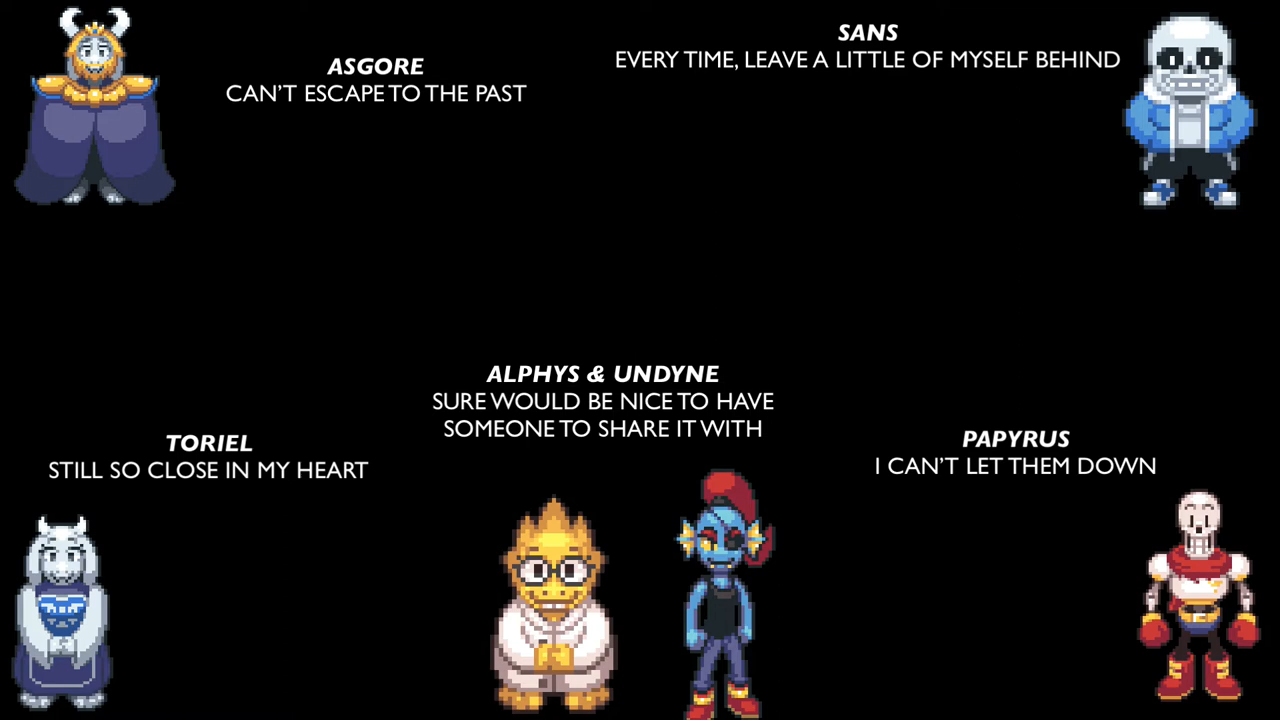 ASGORE
CAN'T ESCAPE TO THE PAST
SANS
EVERY TIME, LEAVE A LITTLE OF MYSELF BEHIND
ALPHYS & UNDYNE
SURE WOULD BE NICE TO HAVE
SOMEONE TO SHARE IT WITH
TORIEL
STILL SO CLOSE IN MY HEART
PAPYRUS
I CAN'T LET THEM DOWN